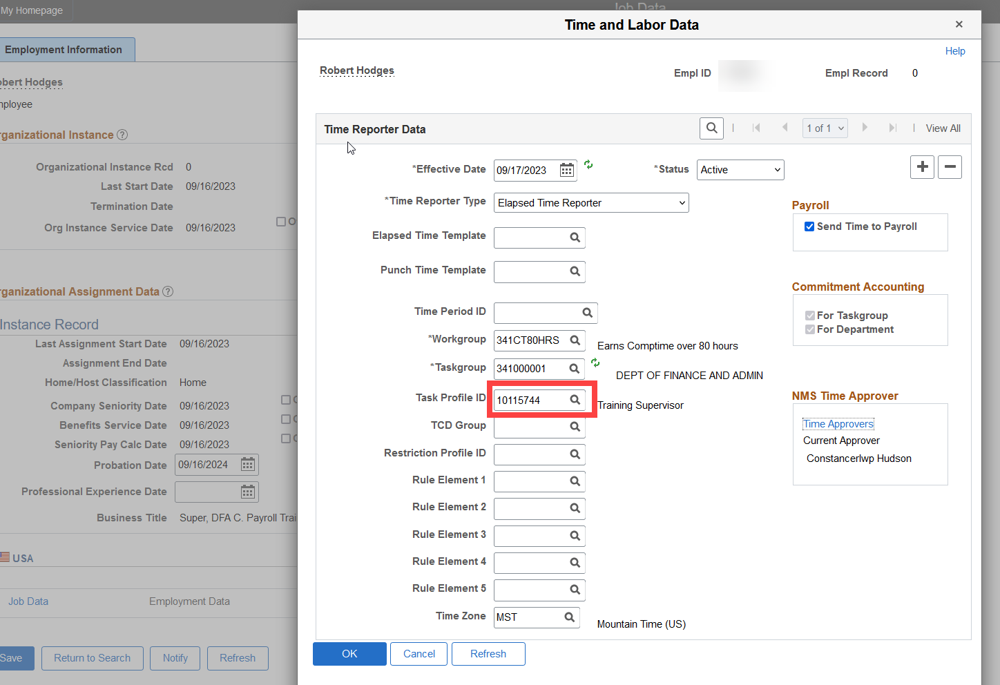 My Homepage
Job Data
Time and Labor Data
×
Help
Employment Information
Robert Hodges
Empl ID
Empl Record 0
obert Hodges
nployee
Time Reporter Data
1 of 1
View All
rganizational Instance ?
Organizational Instance Rcd 0
Last Start Date 09/16/2023
Termination Date
Org Instance Service Date 09/16/2023
O
rganizational Assignment Data ?
Instance Record
Last Assignment Start Date 09/16/2023
Assignment End Date
Home/Host Classification Home
Company Seniority Date 09/16/2023
Benefits Service Date 09/16/2023
Seniority Pay Calc Date 09/16/2023
Probation Date 09/16/2024
Professional Experience Date
Business Title Super, DFA C. Payroll Trai
USA
Job Data
Employment Data
Save
Return to Search
Notify
Refresh
*Effective Date 09/17/2023
*Status Active
*Time Reporter Type Elapsed Time Reporter
Elapsed Time Template
Punch Time Template
Time Period ID
*Workgroup 341CT80HRS Earns Comptime over 80 hours
*Taskgroup 341000001 DEPT OF FINANCE AND ADMIN
Task Profile ID 10115744 Training Supervisor
TCD Group
Restriction Profile ID
Rule Element 1
Rule Element 2
Rule Element 3
Rule Element 4
Rule Element 5
Time Zone MST Mountain Time (US)
Payroll
Send Time to Payroll
Commitment Accounting
For Taskgroup
For Department
NMS Time Approver
Time Approvers
Current Approver
Constancerlwp Hudson
OK
Cancel
Refresh